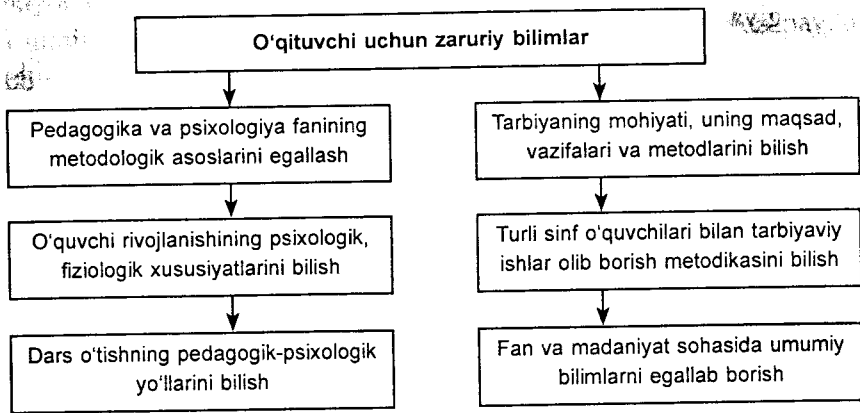 O‘qituvchi uchun zaruriy bilimlar
Pedagogika va psixologiya fanining
metodologik asoslarini egallash
O‘quvchi rivojlanishining psixologik,
fiziologik xususiyatlarini bilish
Dars o‘tishning pedagogik-psixologik
yo‘llarini bilish
Tarbiyaning mohiyati, uning maqsad,
vazifalari va metodlarini bilish
Turli sinf o‘quvchilari bilan tarbiyaviy
ishlar olib borish metodikasini bilish
Fan va madaniyat sohasida umumiy
bilimlarni egallab borish